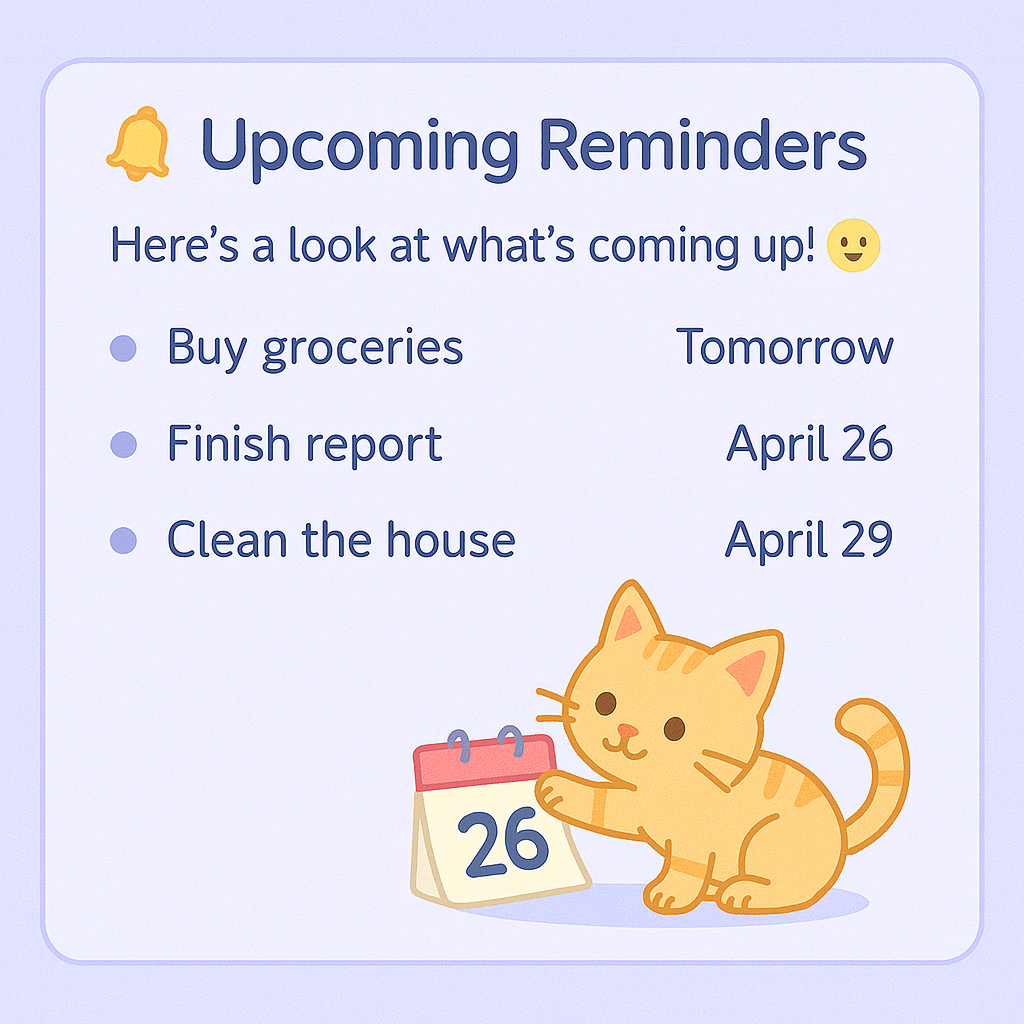 Upcoming Reminders
Here's a look at what's coming up!
Buy groceries Tomorrow
Finish report April 26
Clean the house April 29
26